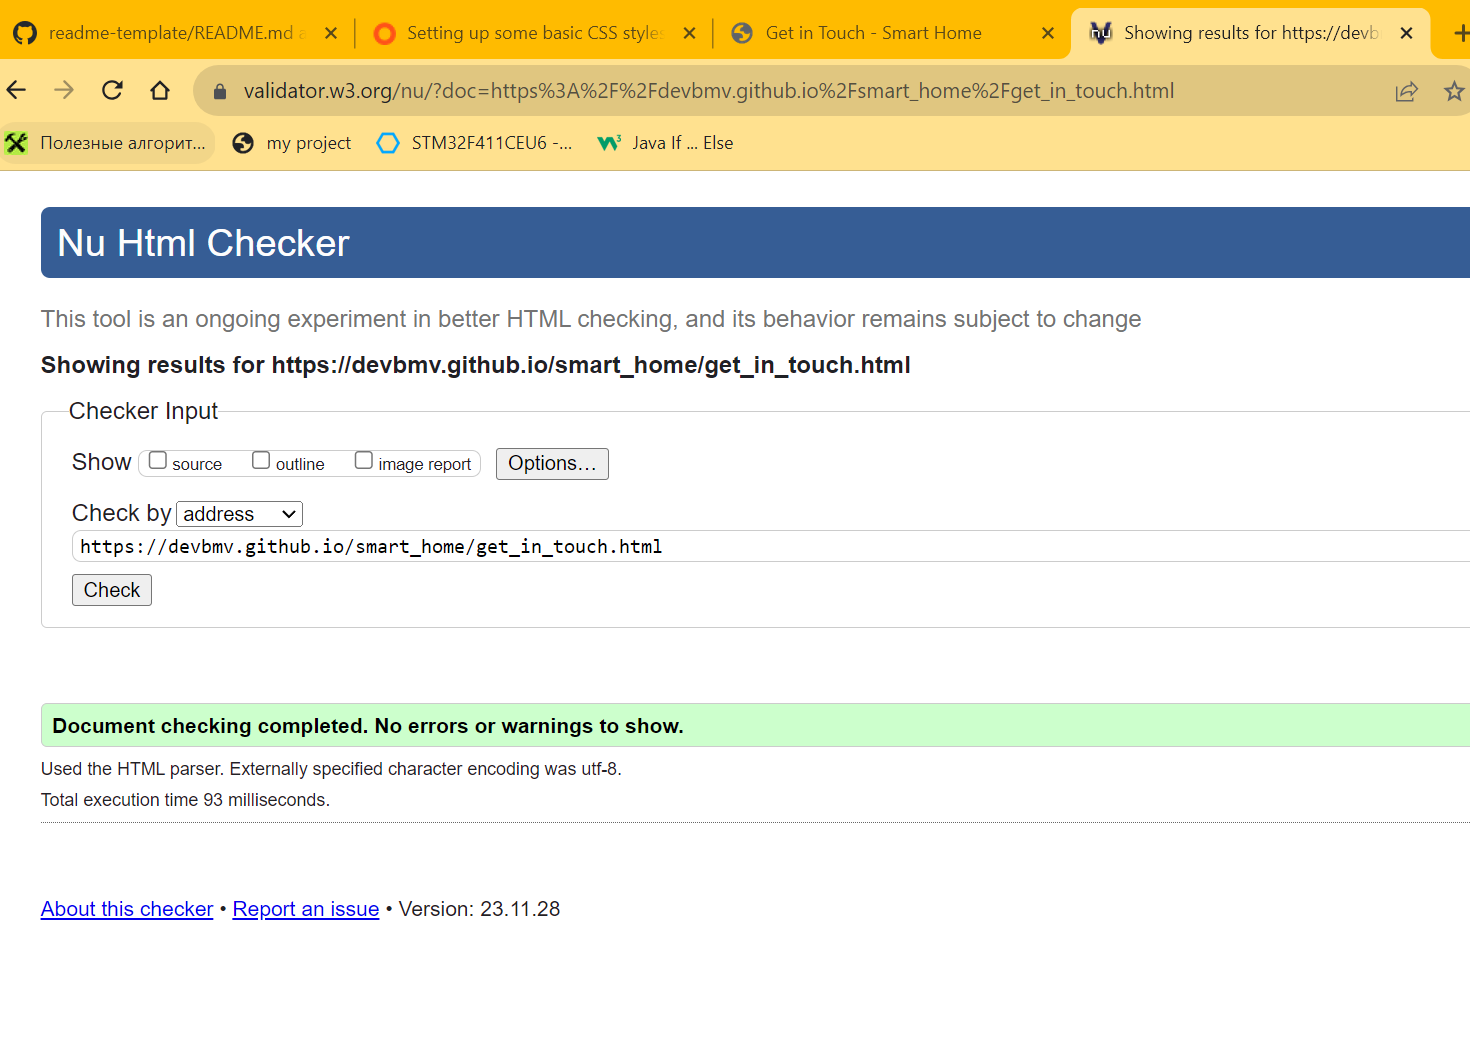 readme-template/README.md
Setting up some basic CSS styles
Get in Touch - Smart Home
Showing results for https://devb
validator.w3.org/nu/?doc=https%3A%2F%2Fdevbmv.github.io%2Fsmart_home%2Fget_in_touch.html
Полезные алгорит...
my project
STM32F411CEU6 -...
Java If ... Else
Nu Html Checker
This tool is an ongoing experiment in better HTML checking, and its behavior remains subject to change
Showing results for https://devbmv.github.io/smart_home/get_in_touch.html
Checker Input
Show source outline image report Options...
Check by address
https://devbmv.github.io/smart_home/get_in_touch.html
Check
Document checking completed. No errors or warnings to show.
Used the HTML parser. Externally specified character encoding was utf-8.
Total execution time 93 milliseconds.
About this checker • Report an issue • Version: 23.11.28